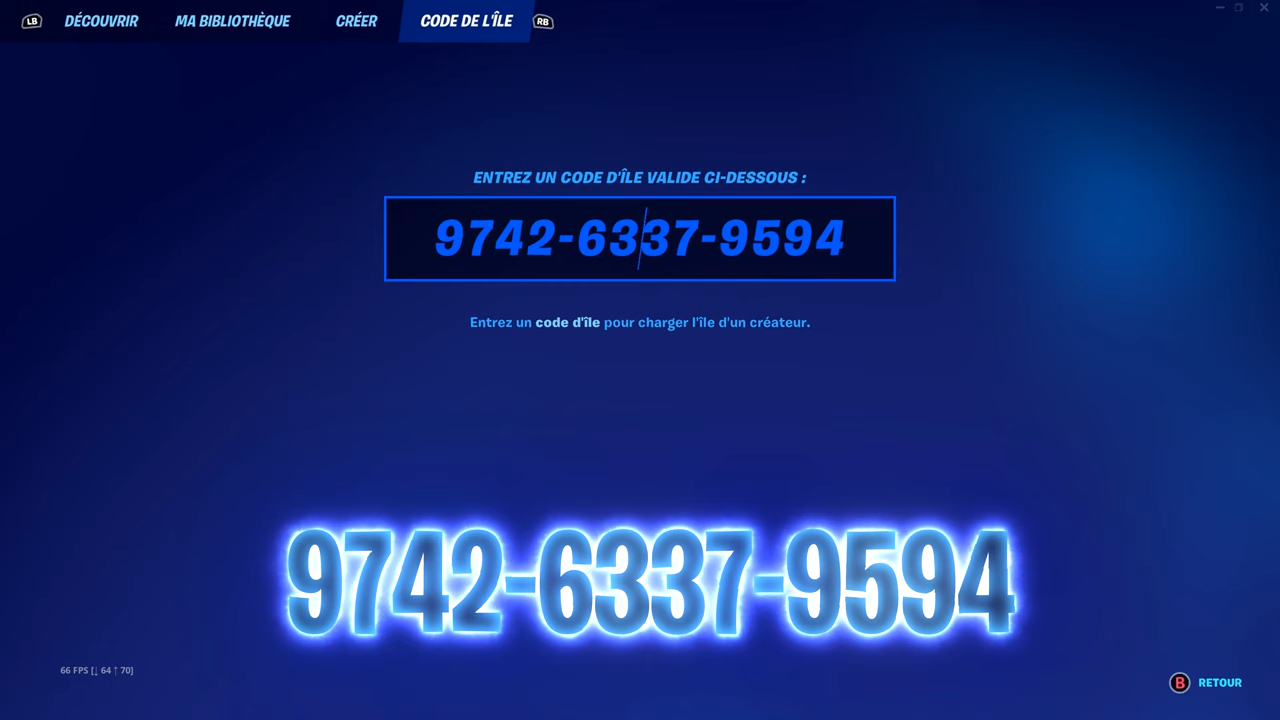 LB DÉCOUVRIR MA BIBLIOTHÈQUE CRÉER CODE DE L'ÎLE RB
ENTREZ UN CODE D'ÎLE VALIDE CI-DESSOUS :
9742-6337-9594
Entrez un code d'île pour charger l'île d'un créateur.
9742-6337-9594
66 FPS [↓ 64 ↑ 70]
B RETOUR